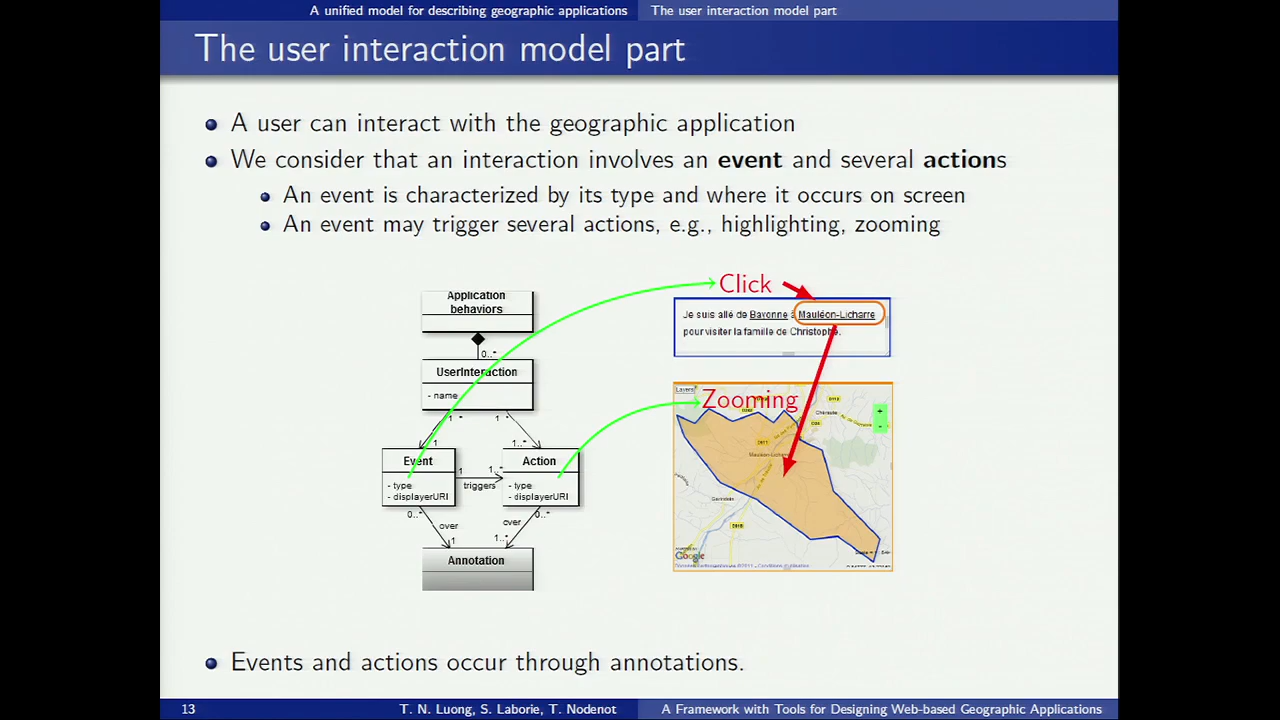 A unified model for describing geographic applications
The user interaction model part
The user interaction model part
A user can interact with the geographic application
We consider that an interaction involves an event and several actions
An event is characterized by its type and where it occurs on screen
An event may trigger several actions, e.g., highlighting, zooming
Application
behaviors
0..*
UserInteraction
- name
1 *
1 *
1
1..*
Event
- type
- displayerURI
1
1..*
triggers
Action
- type
- displayerURI
0..*
0..*
over
over
1
1..*
Annotation
Click
Je suis allé de Bayonne à Mauléon-Licharre
pour visiter la famille de Christophe.
Layers
Zooming
+
-
Chéraute
D911
Mauléon-Licharre
Google
Events and actions occur through annotations.
13
T. N. Luong, S. Laborie, T. Nodenot
A Framework with Tools for Designing Web-based Geographic Applications